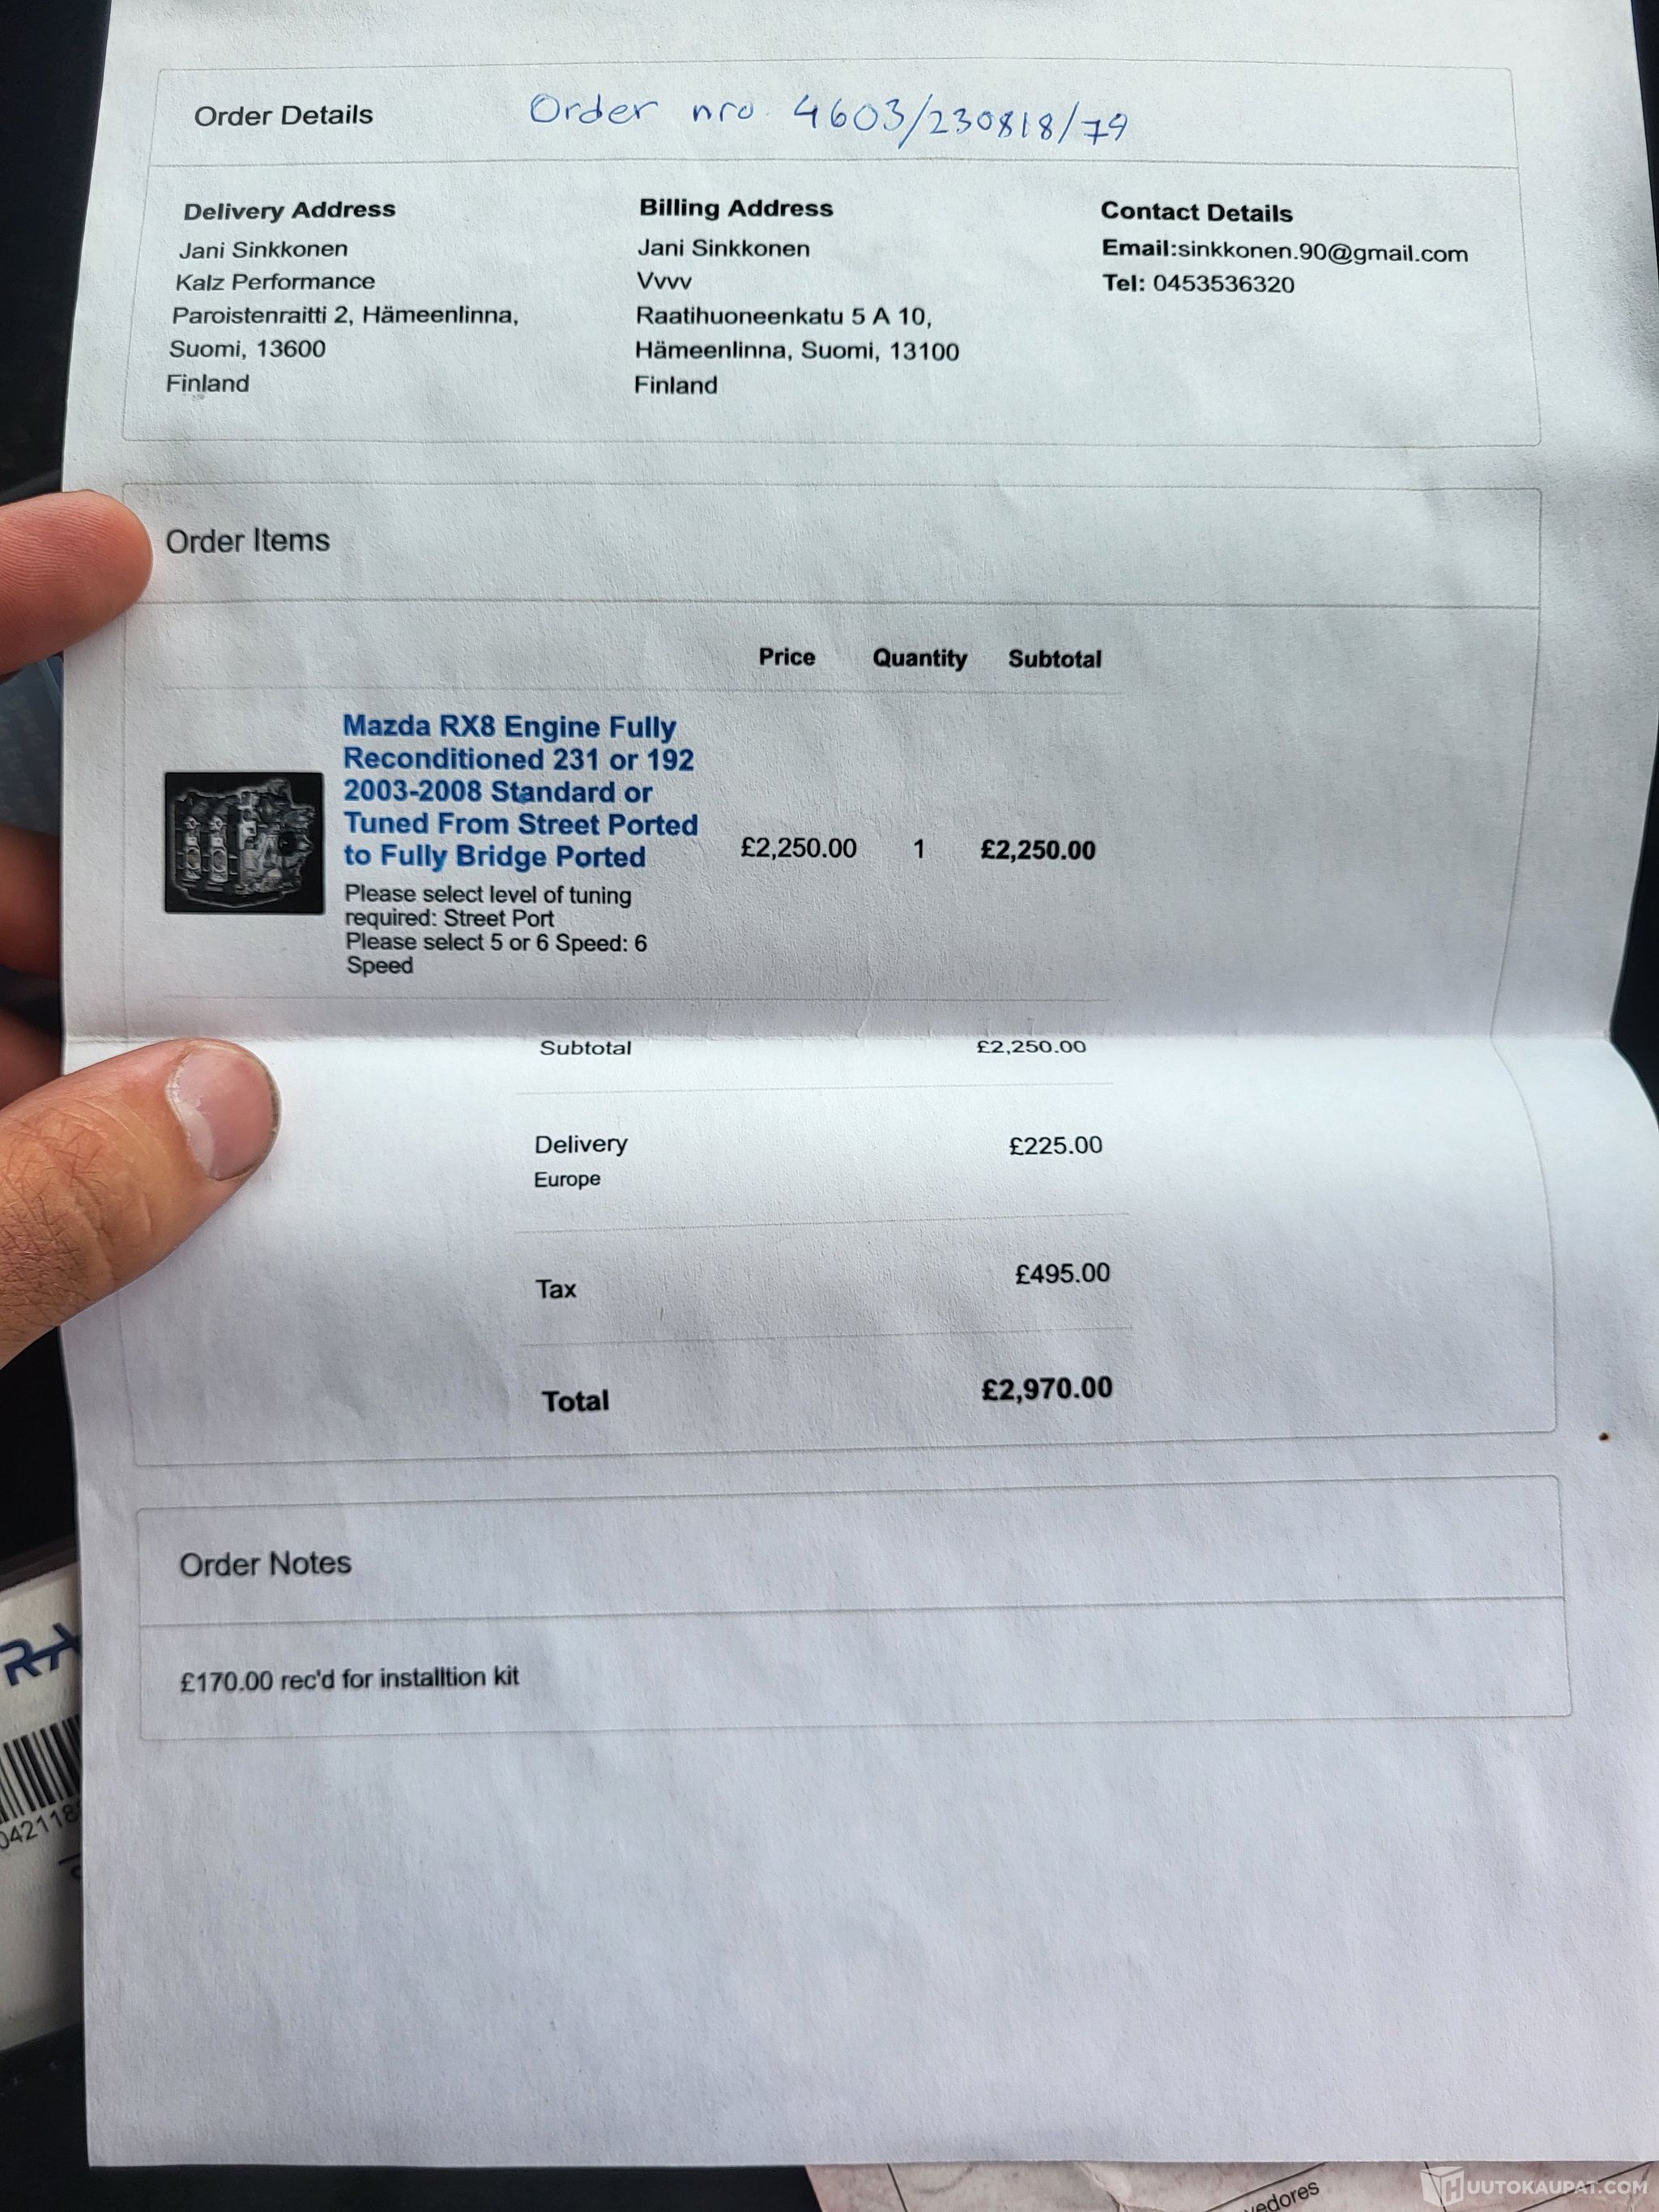 Order Details
Order nro. 4603/230818/79
Delivery Address
Jani Sinkkonen
Kalz Performance
Paroistenraitti 2, Hämeenlinna,
Suomi, 13600
Finland
Billing Address
Jani Sinkkonen
Vvvv
Raatihuoneenkatu 5 A 10,
Hämeenlinna, Suomi, 13100
Finland
Contact Details
Email:sinkkonen.90@gmail.com
Tel: 0453536320
Order Items
Price Quantity Subtotal
Mazda RX8 Engine Fully
Reconditioned 231 or 192
2003-2008 Standard or
Tuned From Street Ported
to Fully Bridge Ported
£2,250.00 1 £2,250.00
Please select level of tuning
required: Street Port
Please select 5 or 6 Speed: 6
Speed
Subtotal £2,250.00
Delivery £225.00
Europe
Tax £495.00
Total £2,970.00
Order Notes
£170.00 rec'd for installtion kit
HUUTOKAUPAT.COM